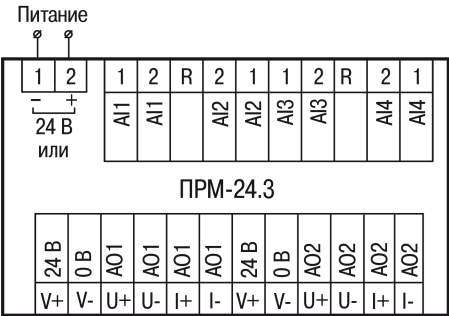 Питание
1 2 1 2 R 2 1 1 2 R 2 1
- +
24 В
или
AI1 AI1 AI2 AI2 AI3 AI3 AI4 AI4
ПРМ-24.3
24 В 0 В AO1 AO1 AO1 AO1 24 В 0 В AO2 AO2 AO2 AO2
V+ V- U+ U- I+ I- V+ V- U+ U- I+ I-